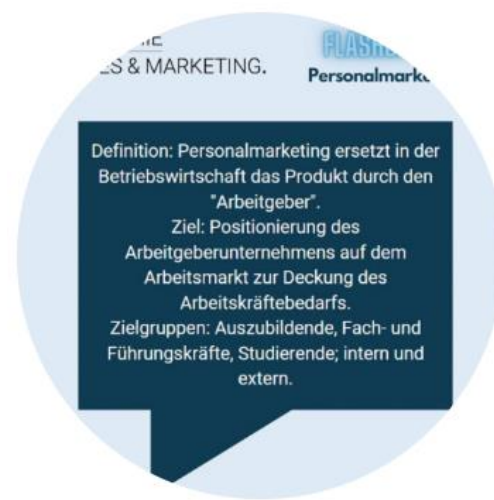 ES & MARKETING.
Definition: Personalmarketing ersetzt in der
Betriebswirtschaft das Produkt durch den
"Arbeitgeber".
Ziel: Positionierung des
Arbeitgeberunternehmens auf dem
Arbeitsmarkt zur Deckung des
Arbeitskräftebedarfs.
Zielgruppen: Auszubildende, Fach- und
Führungskräfte, Studierende; intern und
extern.